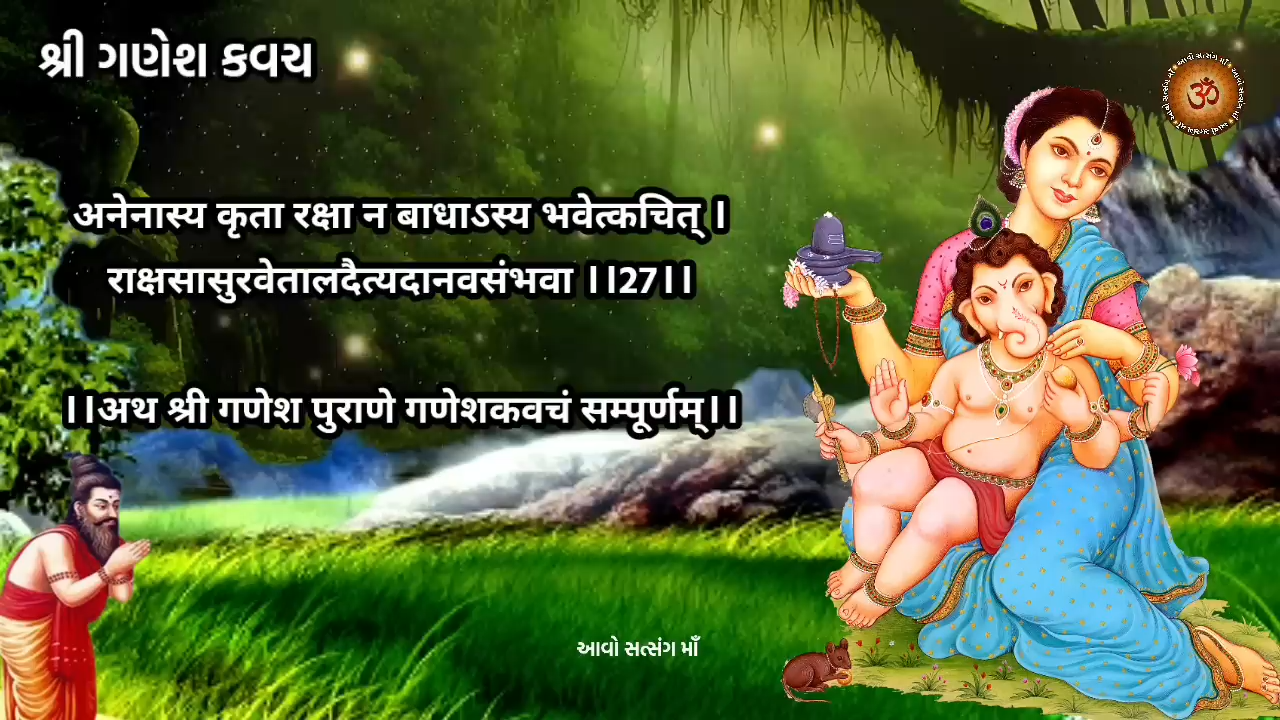 શ્રી ગણેશ કવચ
ॐ
अनेनास्य कृता रक्षा न बाधाऽस्य भवेत्कचित् ।
राक्षसासुरवेतालदैत्यदानवसंभवा ।।27।।
।।अथ श्री गणेश पुराणे गणेशकवचं सम्पूर्णम्।।
આવો સત્સંગ માઁ